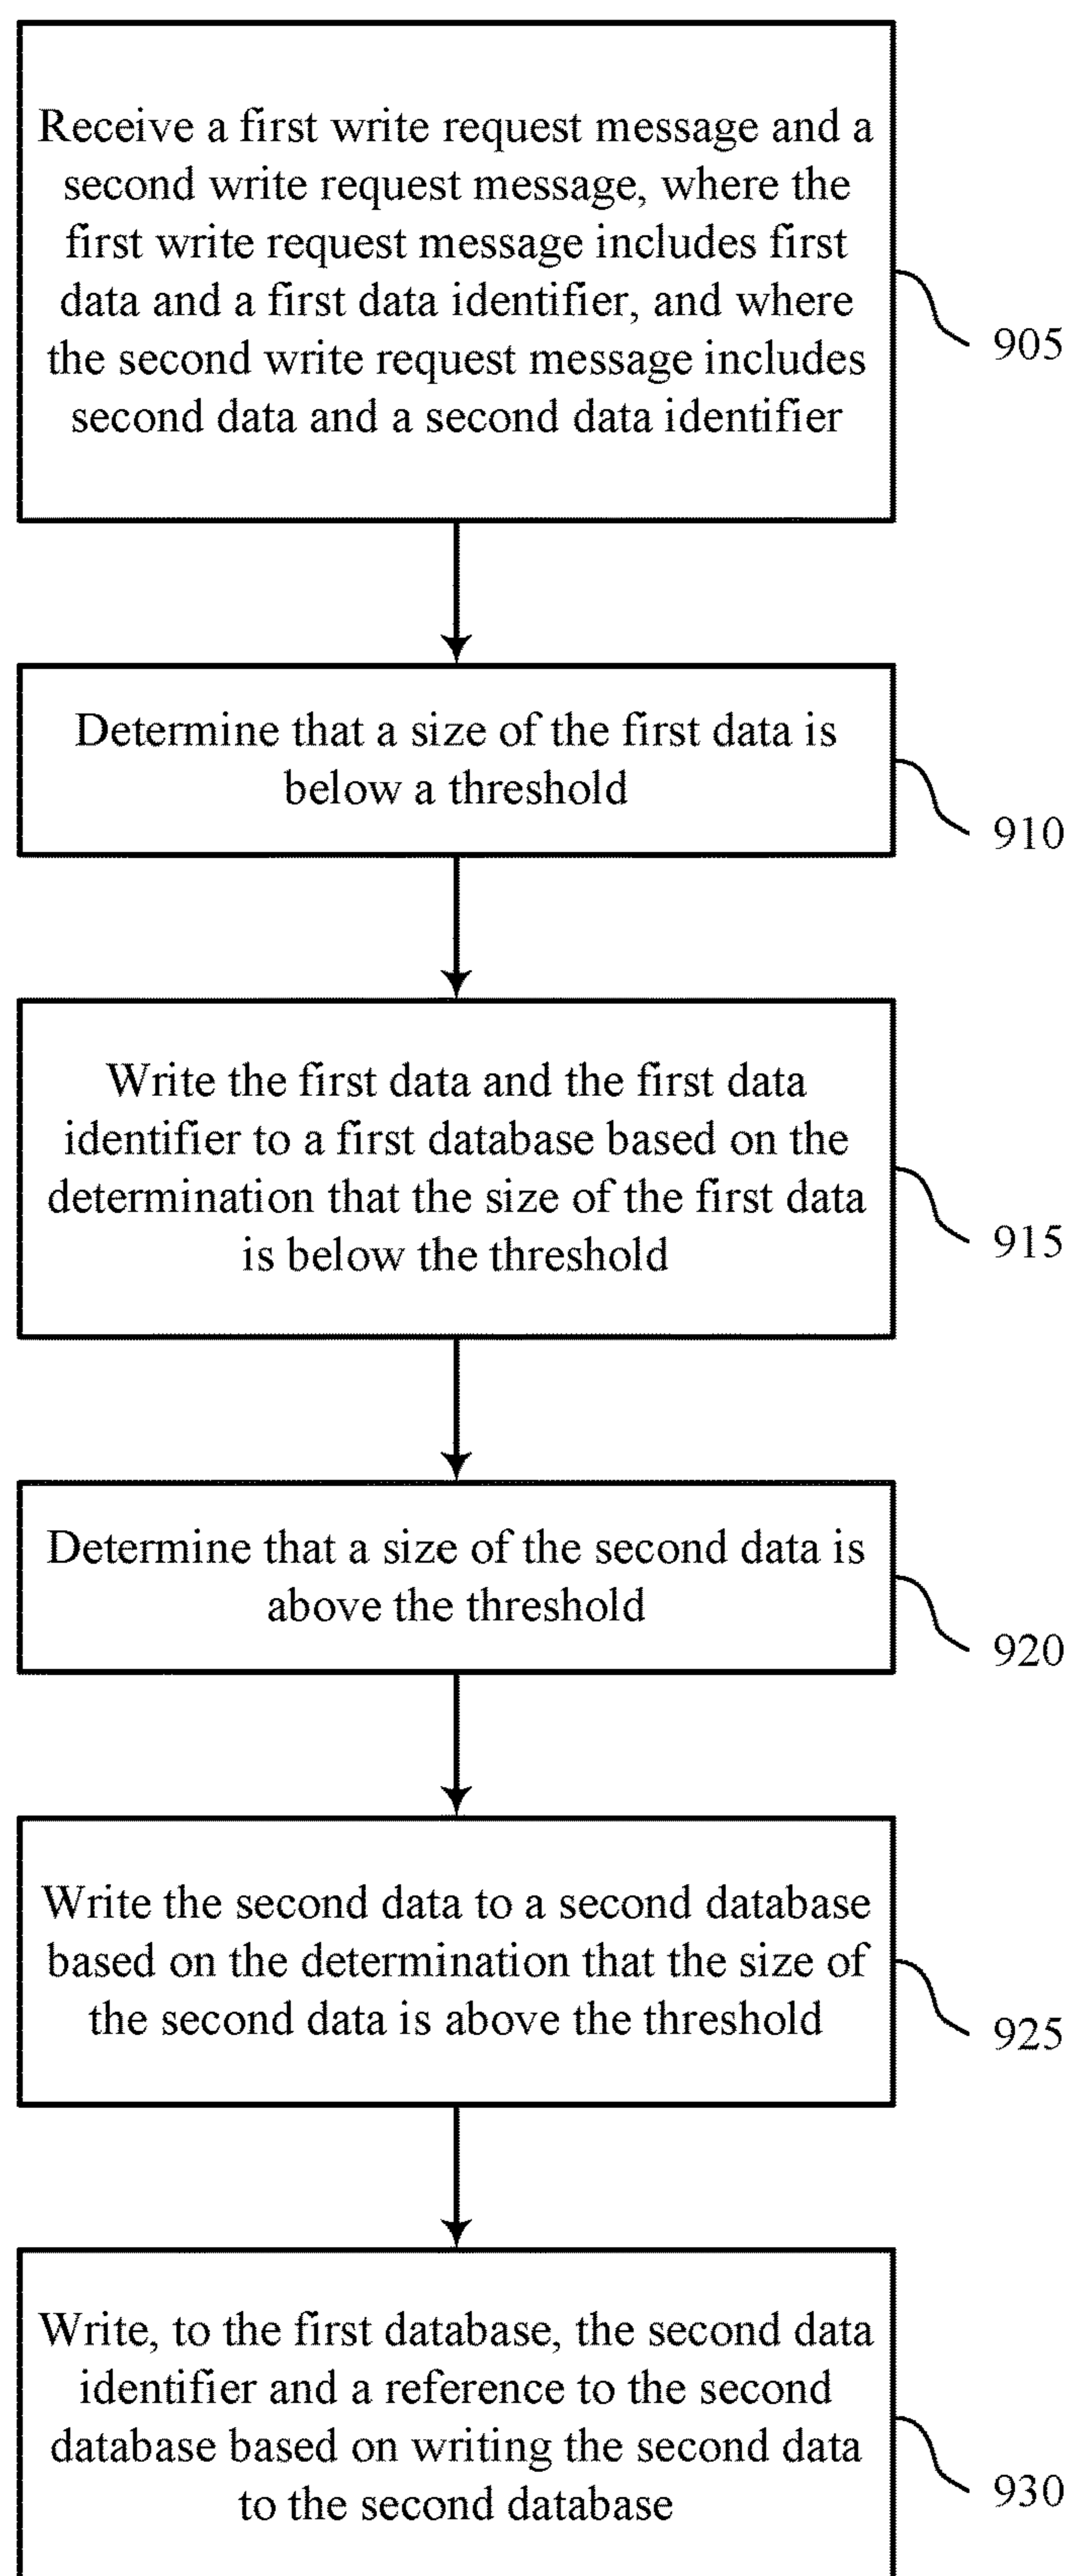 Receive a first write request message and a
second write request message, where the
first write request message includes first
data and a first data identifier, and where
the second write request message includes
second data and a second data identifier
905
Determine that a size of the first data is
below a threshold
910
Write the first data and the first data
identifier to a first database based on the
determination that the size of the first data
is below the threshold
915
Determine that a size of the second data is
above the threshold
920
Write the second data to a second database
based on the determination that the size of
the second data is above the threshold
925
Write, to the first database, the second data
identifier and a reference to the second
database based on writing the second data
to the second database
930